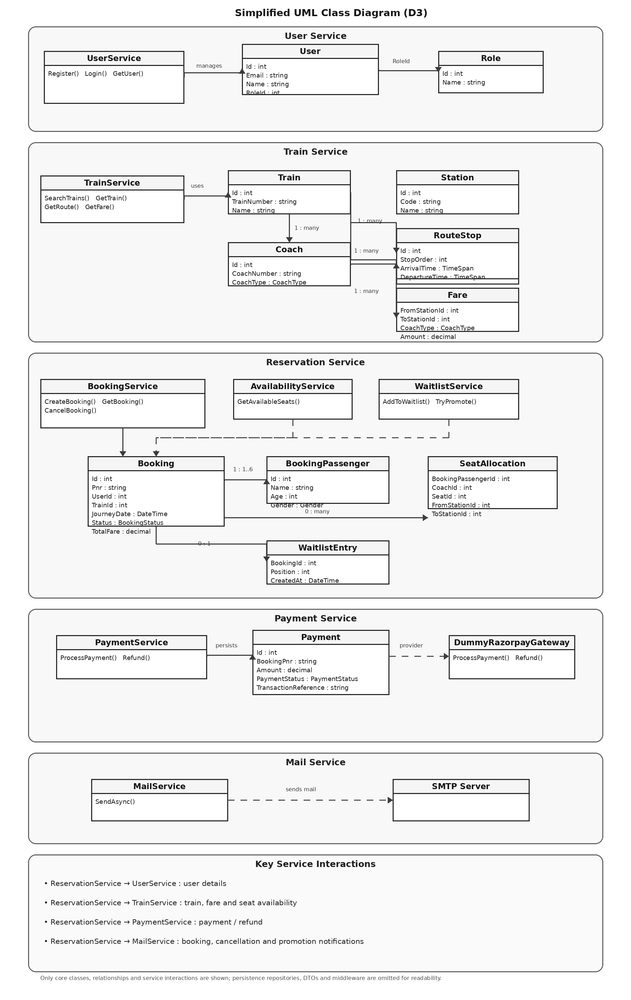 Simplified UML Class Diagram (D3)
User Service
UserService
Register()   Login()   GetUser()
manages
User
Id : int
Email : string
Name : string
RoleId : int
RoleId
Role
Id : int
Name : string
Train Service
TrainService
SearchTrains()   GetTrain()
GetRoute()   GetFare()
uses
Train
Id : int
TrainNumber : string
Name : string
Station
Id : int
Code : string
Name : string
1 : many
1 : many
Coach
Id : int
CoachNumber : string
CoachType : CoachType
1 : many
1 : many
RouteStop
Id : int
StopOrder : int
ArrivalTime : TimeSpan
DepartureTime : TimeSpan
Fare
FromStationId : int
ToStationId : int
CoachType : CoachType
Amount : decimal
Reservation Service
BookingService
CreateBooking()   GetBooking()
CancelBooking()
AvailabilityService
GetAvailableSeats()
WaitlistService
AddToWaitlist()   TryPromote()
Booking
Id : int
Pnr : string
UserId : int
TrainId : int
JourneyDate : DateTime
Status : BookingStatus
TotalFare : decimal
1 : 1..6
BookingPassenger
Id : int
Name : string
Age : int
Gender : Gender
0 : many
SeatAllocation
BookingPassengerId : int
CoachId : int
SeatId : int
FromStationId : int
ToStationId : int
0 : 1
WaitlistEntry
BookingId : int
Position : int
CreatedAt : DateTime
Payment Service
PaymentService
ProcessPayment()   Refund()
persists
Payment
Id : int
BookingPnr : string
Amount : decimal
PaymentStatus : PaymentStatus
TransactionReference : string
provider
DummyRazorpayGateway
ProcessPayment()   Refund()
Mail Service
MailService
SendAsync()
sends mail
SMTP Server
Key Service Interactions
• ReservationService → UserService : user details
• ReservationService → TrainService : train, fare and seat availability
• ReservationService → PaymentService : payment / refund
• ReservationService → MailService : booking, cancellation and promotion notifications
Only core classes, relationships and service interactions are shown; persistence repositories, DTOs and middleware are omitted for readability.